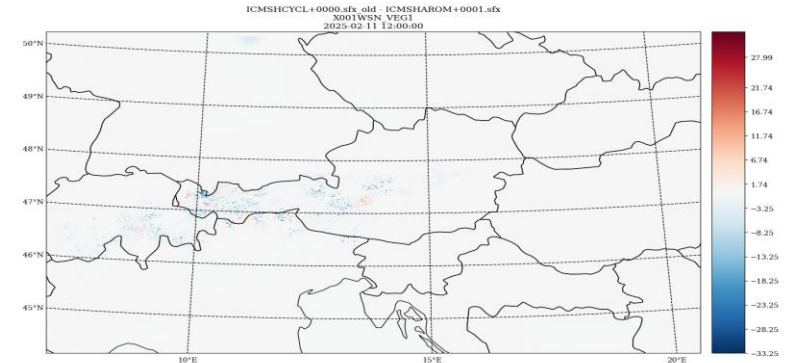 ICMSHCYCL+0000.sfx_old - ICMSHAROM+0001.sfx
X001WSN_VEG1
2025-02-11 12:00:00
50°N
49°N
48°N
47°N
46°N
45°N
10°E
15°E
20°E
27.99
21.74
16.74
11.74
6.74
1.74
−3.25
−8.25
−13.25
−18.25
−23.25
−28.25
−33.25